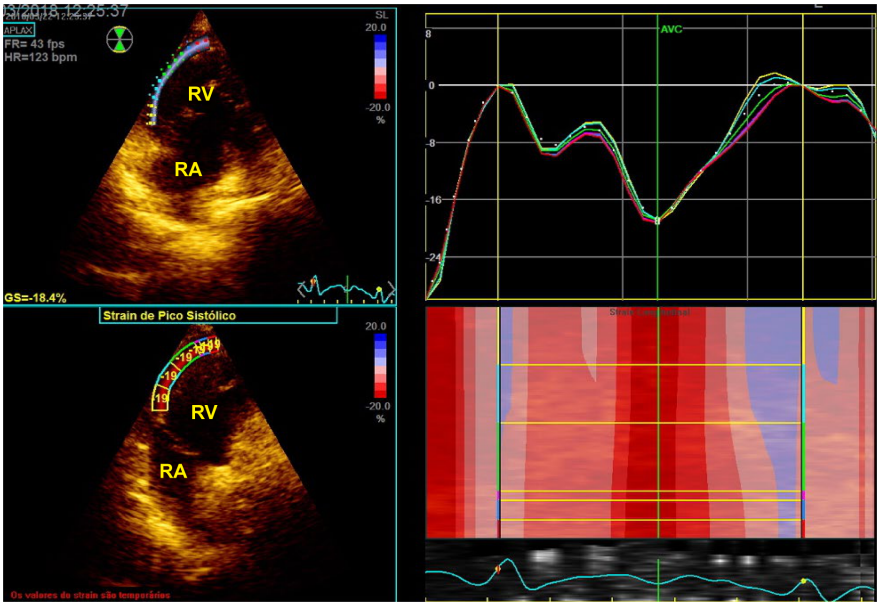 03/2018 12:25:37
APLAX
FR= 43 fps
HR=123 bpm
SL
20.0
-20.0
%
RV
RA
GS=-18.4%
8
0
-8
-16
-24
AVC
Strain de Pico Sistólico
20.0
-20.0
%
-19
-19
-19
RV
RA
Os valores do strain são temporários